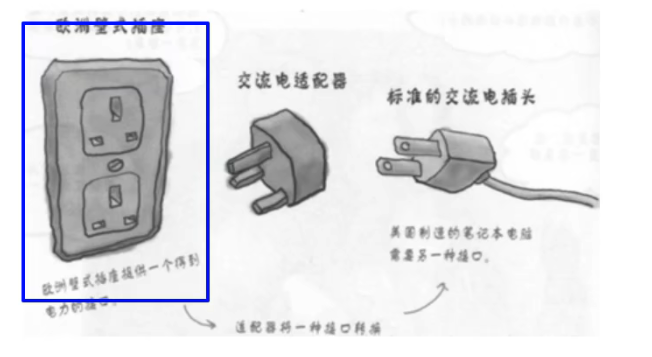 欧洲壁式插座
交流电适配器
标准的交流电插头
美国制造的笔记本电脑
需要另一种接口。
欧洲壁式插座提供一个得到
电力的接口。
适配器将一种接口转换